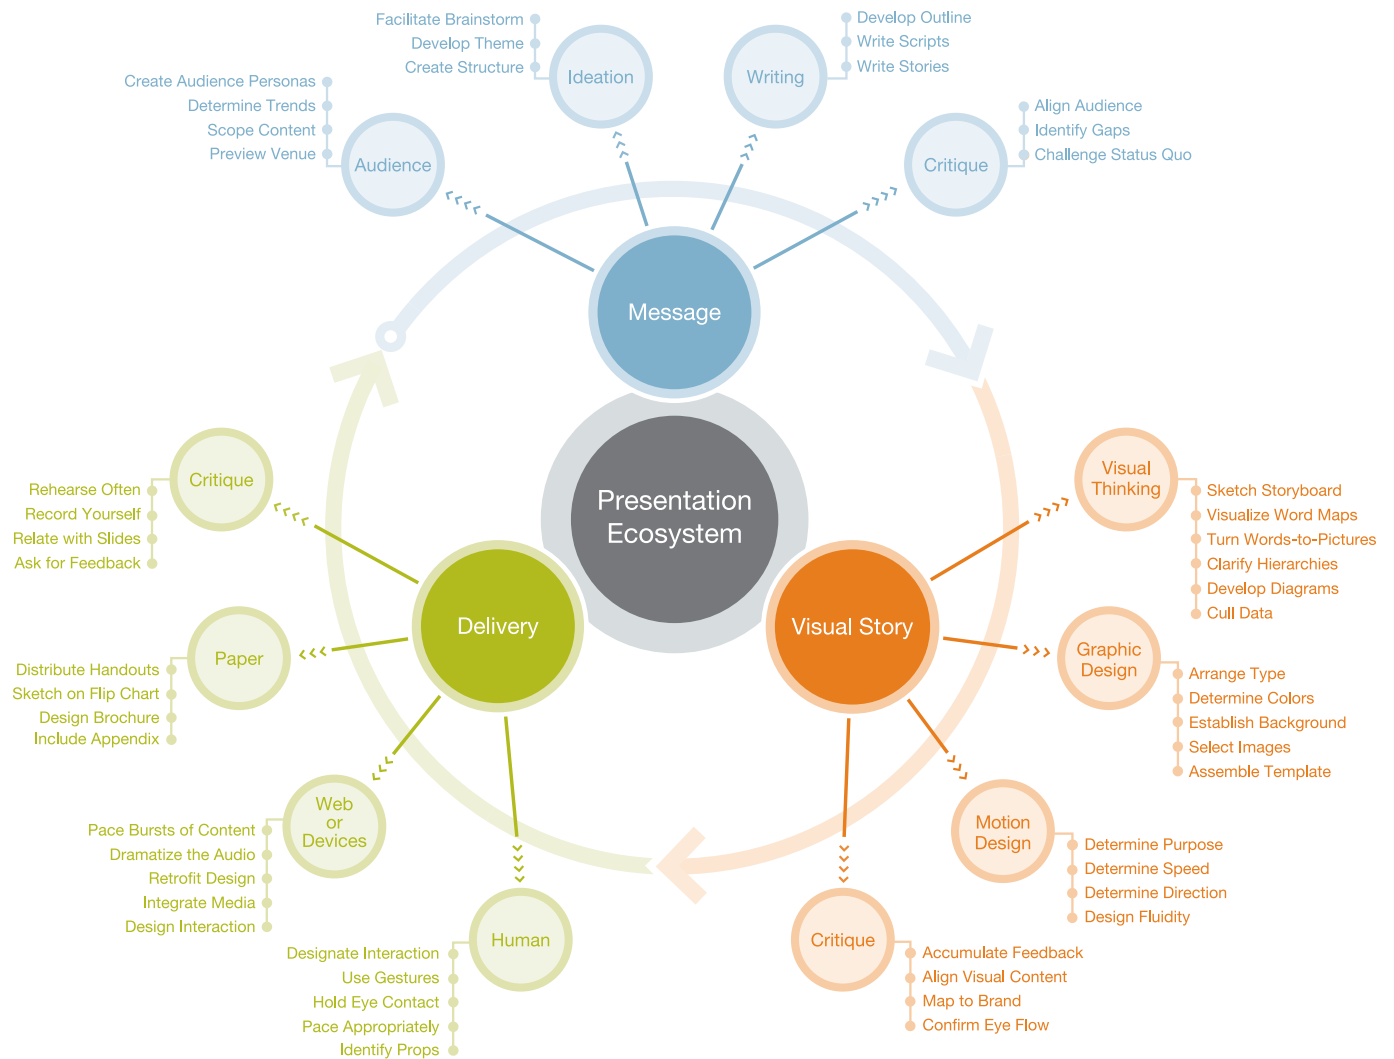 Presentation
Ecosystem
Message
Audience
Create Audience Personas
Determine Trends
Scope Content
Preview Venue
Ideation
Facilitate Brainstorm
Develop Theme
Create Structure
Writing
Develop Outline
Write Scripts
Write Stories
Critique
Align Audience
Identify Gaps
Challenge Status Quo
Visual Story
Visual
Thinking
Sketch Storyboard
Visualize Word Maps
Turn Words-to-Pictures
Clarify Hierarchies
Develop Diagrams
Cull Data
Graphic
Design
Arrange Type
Determine Colors
Establish Background
Select Images
Assemble Template
Motion
Design
Determine Purpose
Determine Speed
Determine Direction
Design Fluidity
Critique
Accumulate Feedback
Align Visual Content
Map to Brand
Confirm Eye Flow
Delivery
Human
Designate Interaction
Use Gestures
Hold Eye Contact
Pace Appropriately
Identify Props
Web
or
Devices
Pace Bursts of Content
Dramatize the Audio
Retrofit Design
Integrate Media
Design Interaction
Paper
Distribute Handouts
Sketch on Flip Chart
Design Brochure
Include Appendix
Critique
Rehearse Often
Record Yourself
Relate with Slides
Ask for Feedback